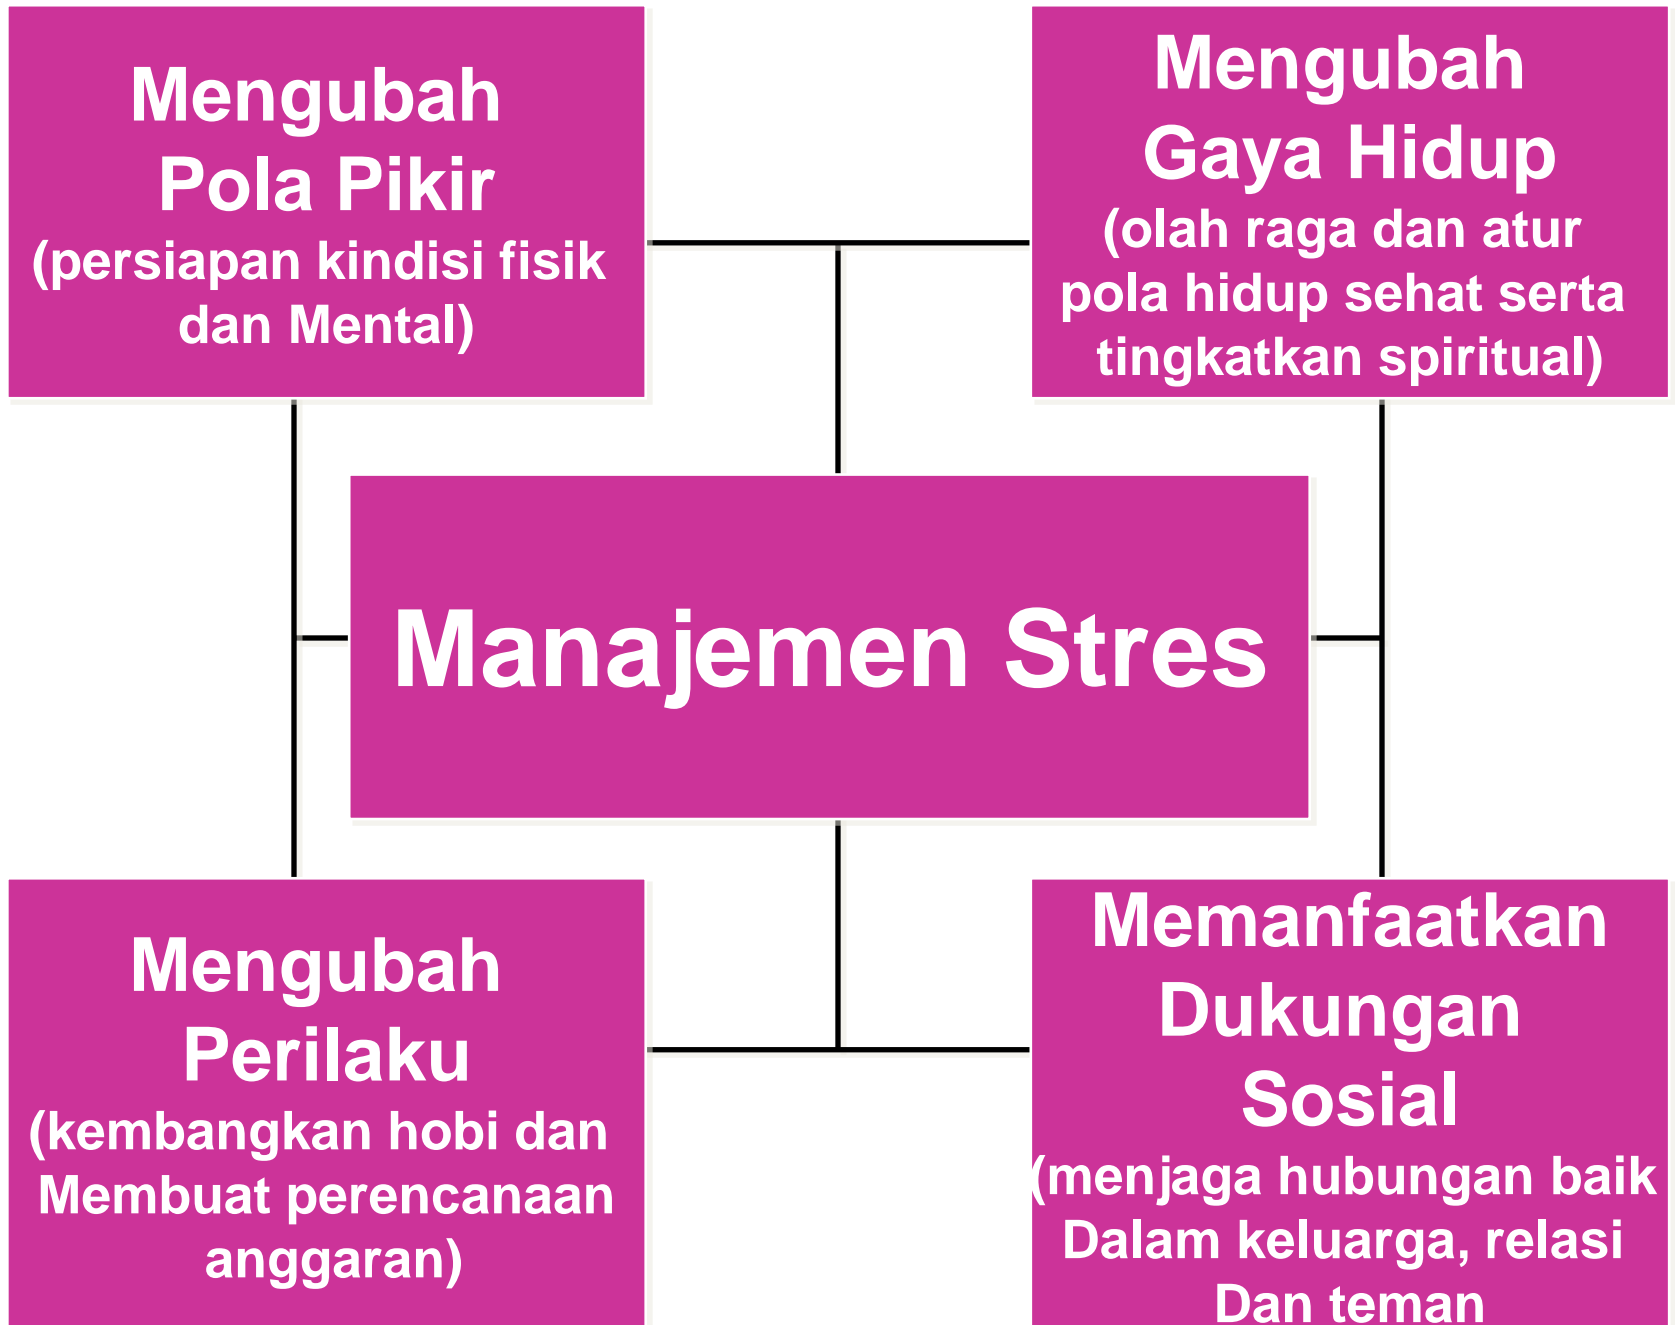 Mengubah
Pola Pikir
(persiapan kindisi fisik
dan Mental)
Mengubah
Gaya Hidup
(olah raga dan atur
pola hidup sehat serta
tingkatkan spiritual)
Manajemen Stres
Mengubah
Perilaku
(kembangkan hobi dan
Membuat perencanaan
anggaran)
Memanfaatkan
Dukungan
Sosial
(menjaga hubungan baik
Dalam keluarga, relasi
Dan teman